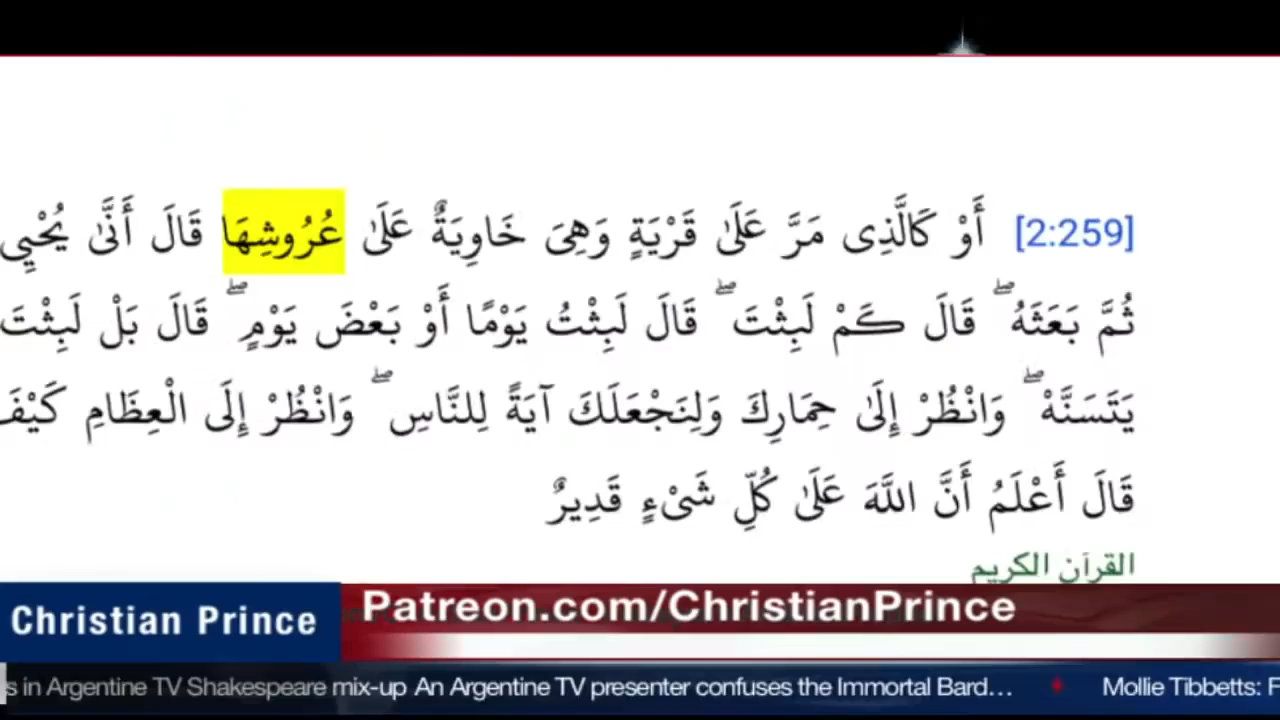 [2:259] أَوْ كَالَّذِى مَرَّ عَلَىٰ قَرْيَةٍ وَهِىَ خَاوِيَةٌ عَلَىٰ عُرُوشِهَا قَالَ أَنَّىٰ يُحْيِي
ثُمَّ بَعَثَهُ ۖ قَالَ كَمْ لَبِثْتَ ۖ قَالَ لَبِثْتُ يَوْمًا أَوْ بَعْضَ يَوْمٍ ۖ قَالَ بَلْ لَبِثْتَ
يَتَسَنَّهْ ۖ وَانْظُرْ إِلَىٰ حِمَارِكَ وَلِنَجْعَلَكَ آيَةً لِلنَّاسِ ۖ وَانْظُرْ إِلَى الْعِظَامِ كَيْفَ
قَالَ أَعْلَمُ أَنَّ اللَّهَ عَلَىٰ كُلِّ شَىْءٍ قَدِيرٌ
القرآن الكريم
Christian Prince
Patreon.com/ChristianPrince
s in Argentine TV Shakespeare mix-up An Argentine TV presenter confuses the Immortal Bard... Mollie Tibbetts: F